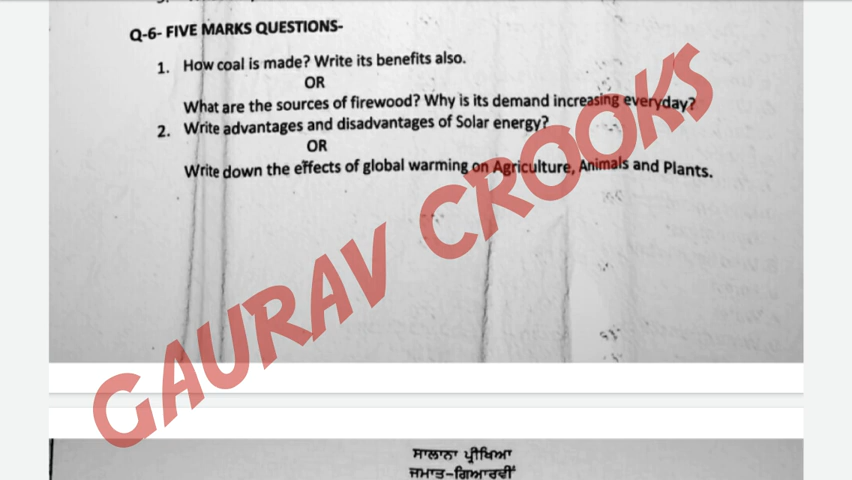 Q-6- FIVE MARKS QUESTIONS-
1. How coal is made? Write its benefits also.
OR
What are the sources of firewood? Why is its demand increasing everyday?
2. Write advantages and disadvantages of Solar energy?
OR
Write down the effects of global warming on Agriculture, Animals and Plants.
GAURAV CROOKS
ਸਾਲਾਨਾ ਪ੍ਰੀਖਿਆ
ਜਮਾਤ-ਗਿਆਰਵੀਂ